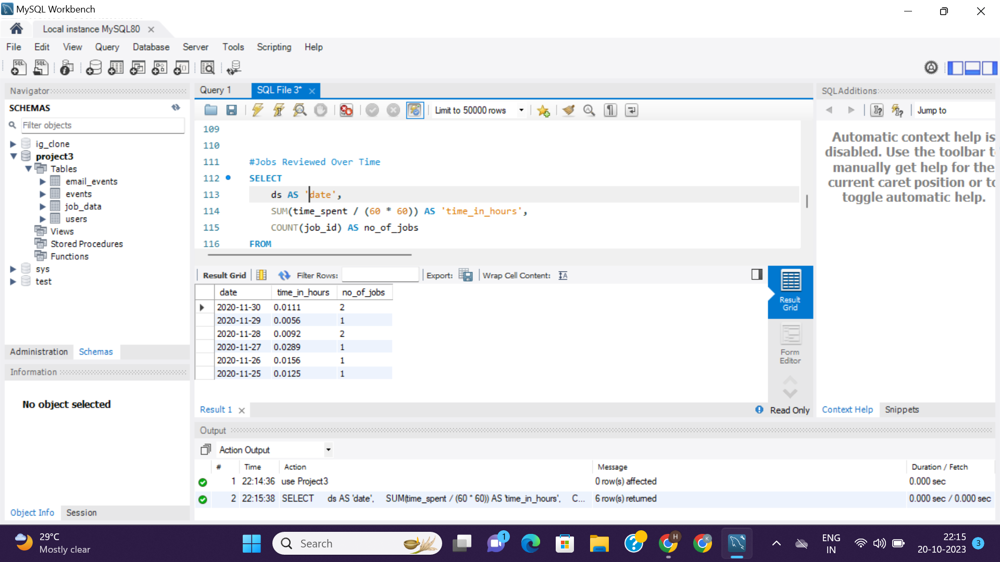 MySQL Workbench
Local instance MySQL80
File Edit View Query Database Server Tools Scripting Help
Navigator
SCHEMAS
Filter objects
ig_clone
project3
Tables
email_events
events
job_data
users
Views
Stored Procedures
Functions
sys
test
Administration Schemas
Information
No object selected
Object Info Session
Query 1 SQL File 3*
Limit to 50000 rows
109
110
111 #Jobs Reviewed Over Time
112 SELECT
113 ds AS 'date',
114 SUM(time_spent / (60 * 60)) AS 'time_in_hours',
115 COUNT(job_id) AS no_of_jobs
116 FROM
Result Grid Filter Rows: Export: Wrap Cell Content:
date time_in_hours no_of_jobs
2020-11-30 0.0111 2
2020-11-29 0.0056 1
2020-11-28 0.0092 2
2020-11-27 0.0289 1
2020-11-26 0.0156 1
2020-11-25 0.0125 1
Result
Grid
Form
Editor
Result 1
Read Only
SQLAdditions
Jump to
Automatic context help is
disabled. Use the toolbar t
manually get help for the
current caret position or to
toggle automatic help.
Context Help Snippets
Output
Action Output
# Time Action Message Duration / Fetch
1 22:14:36 use Project3 0 row(s) affected 0.000 sec
2 22:15:38 SELECT ds AS 'date', SUM(time_spent / (60 * 60)) AS 'time_in_hours', C... 6 row(s) returned 0.000 sec / 0.000 sec
29°C
Mostly clear
Search
1
H
K
ENG
IN
22:15
20-10-2023
3